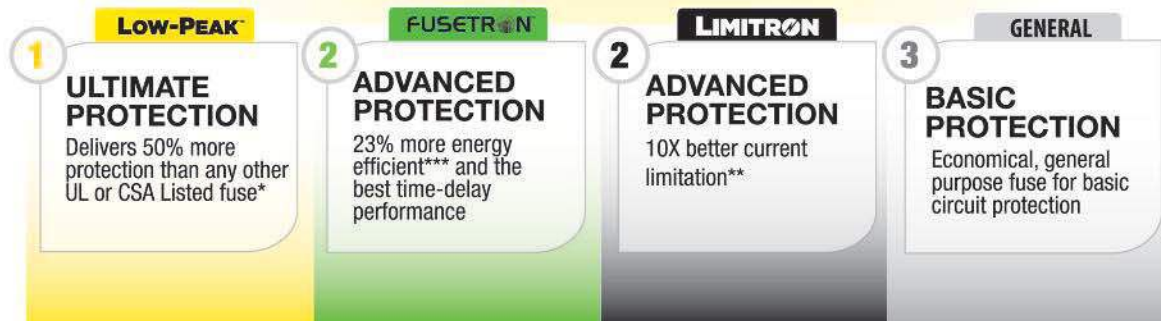 LOW-PEAK™
1
ULTIMATE
PROTECTION
Delivers 50% more
protection than any other
UL or CSA Listed fuse*
FUSETRON™
2
ADVANCED
PROTECTION
23% more energy
efficient*** and the
best time-delay
performance
LIMITRON
2
ADVANCED
PROTECTION
10X better current
limitation**
GENERAL
3
BASIC
PROTECTION
Economical, general
purpose fuse for basic
circuit protection